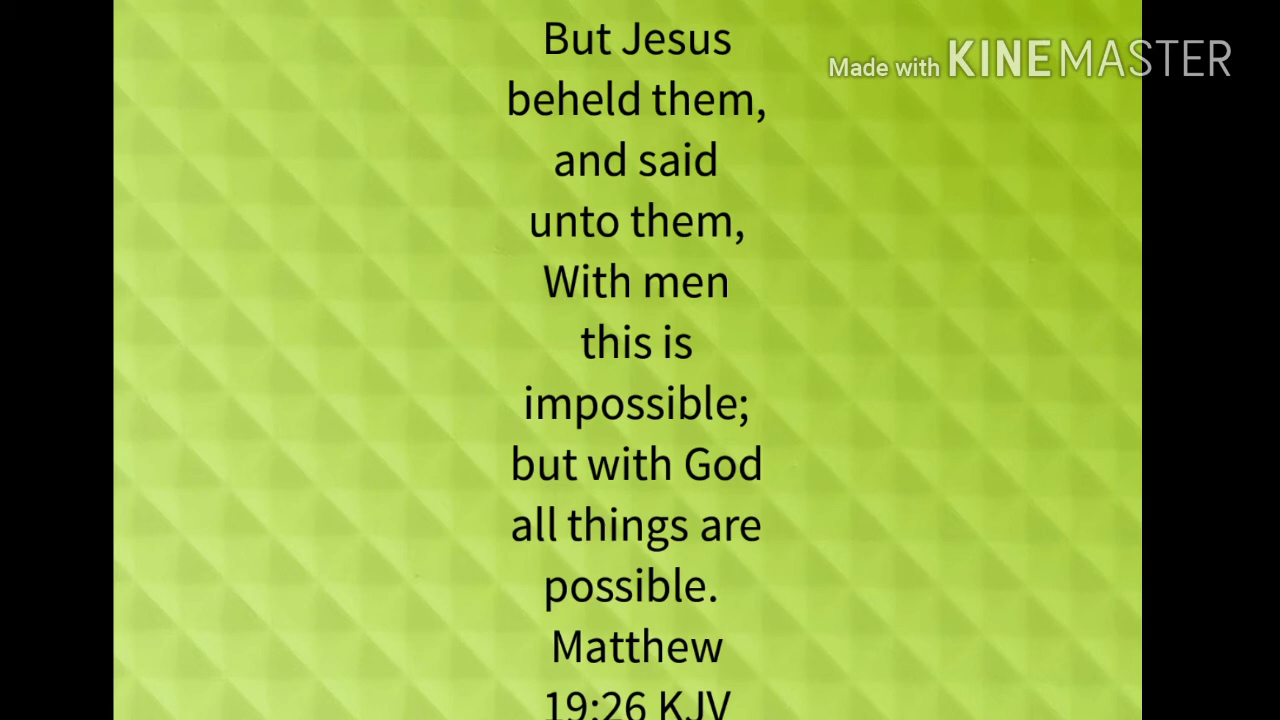 But Jesus
Made with KINEMASTER
beheld them,
and said
unto them,
With men
this is
impossible;
but with God
all things are
possible.
Matthew
19:26 KJV